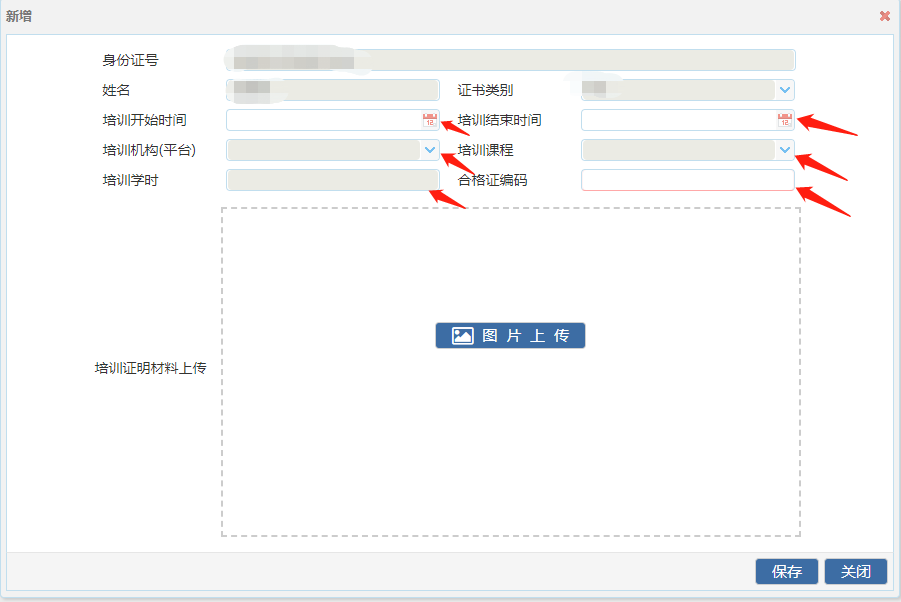 新增
身份证号
姓名 证书类别
培训开始时间 培训结束时间
培训机构(平台) 培训课程
培训学时 合格证编码
图片上传
培训证明材料上传
保存 关闭